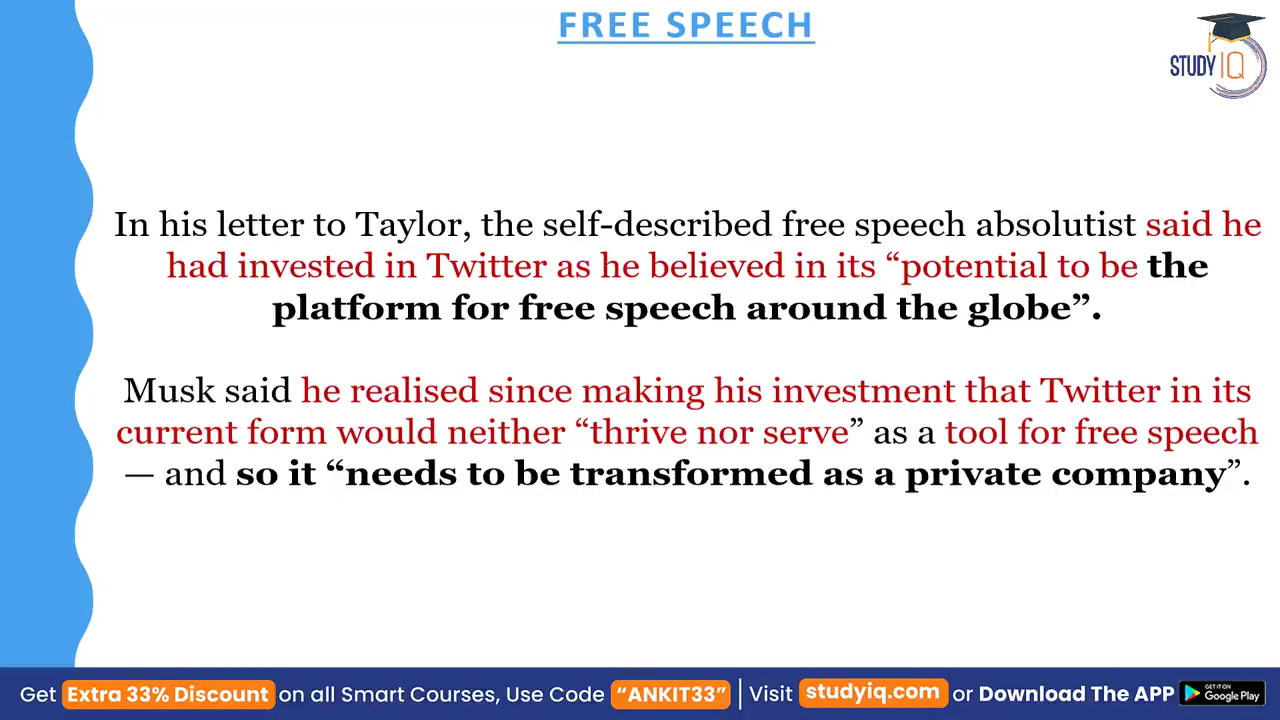 FREE SPEECH
STUDY IQ
In his letter to Taylor, the self-described free speech absolutist said he
had invested in Twitter as he believed in its “potential to be the
platform for free speech around the globe”.
Musk said he realised since making his investment that Twitter in its
current form would neither “thrive nor serve” as a tool for free speech
— and so it “needs to be transformed as a private company”.
Get Extra 33% Discount on all Smart Courses, Use Code “ANKIT33” | Visit studyiq.com or Download The APP GET IT ON Google Play